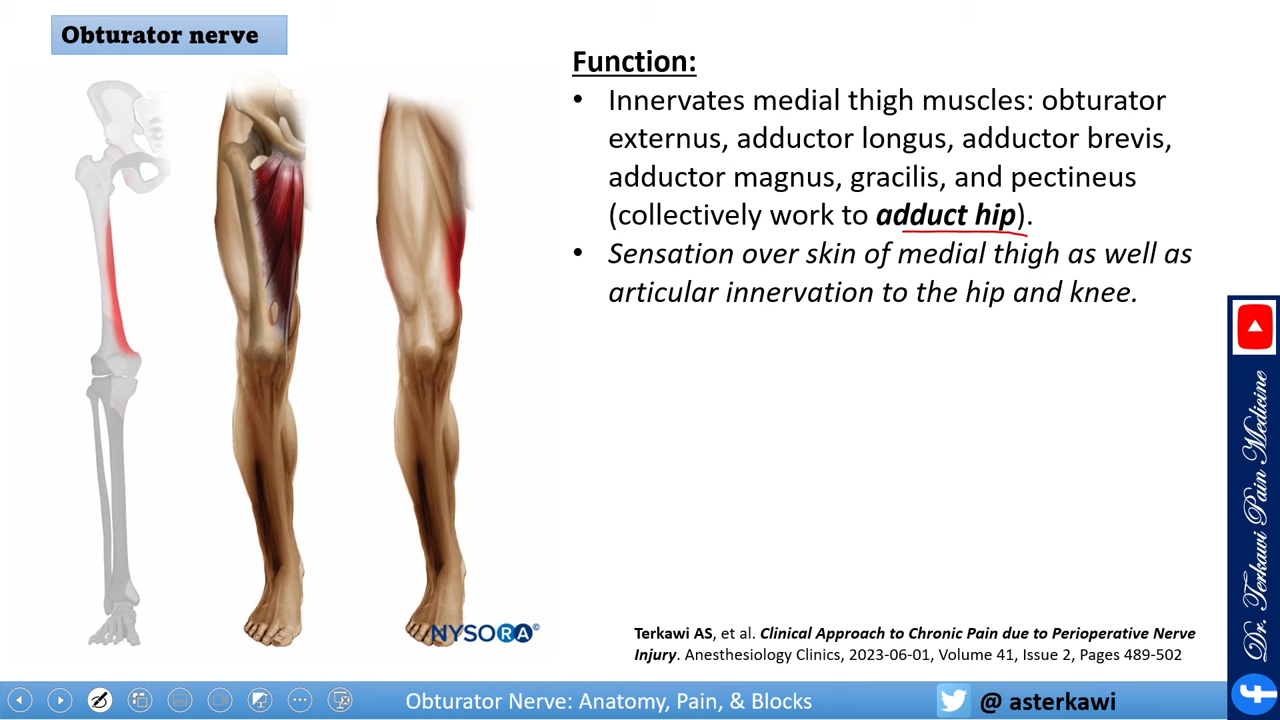 Obturator nerve
Function:
• Innervates medial thigh muscles: obturator
externus, adductor longus, adductor brevis,
adductor magnus, gracilis, and pectineus
(collectively work to adduct hip).
• Sensation over skin of medial thigh as well as
articular innervation to the hip and knee.
NYSORA©
Terkawi AS, et al. Clinical Approach to Chronic Pain due to Perioperative Nerve
Injury. Anesthesiology Clinics, 2023-06-01, Volume 41, Issue 2, Pages 489-502
Dr. Terkawi Pain Medicine
Obturator Nerve: Anatomy, Pain, & Blocks
@ asterkawi